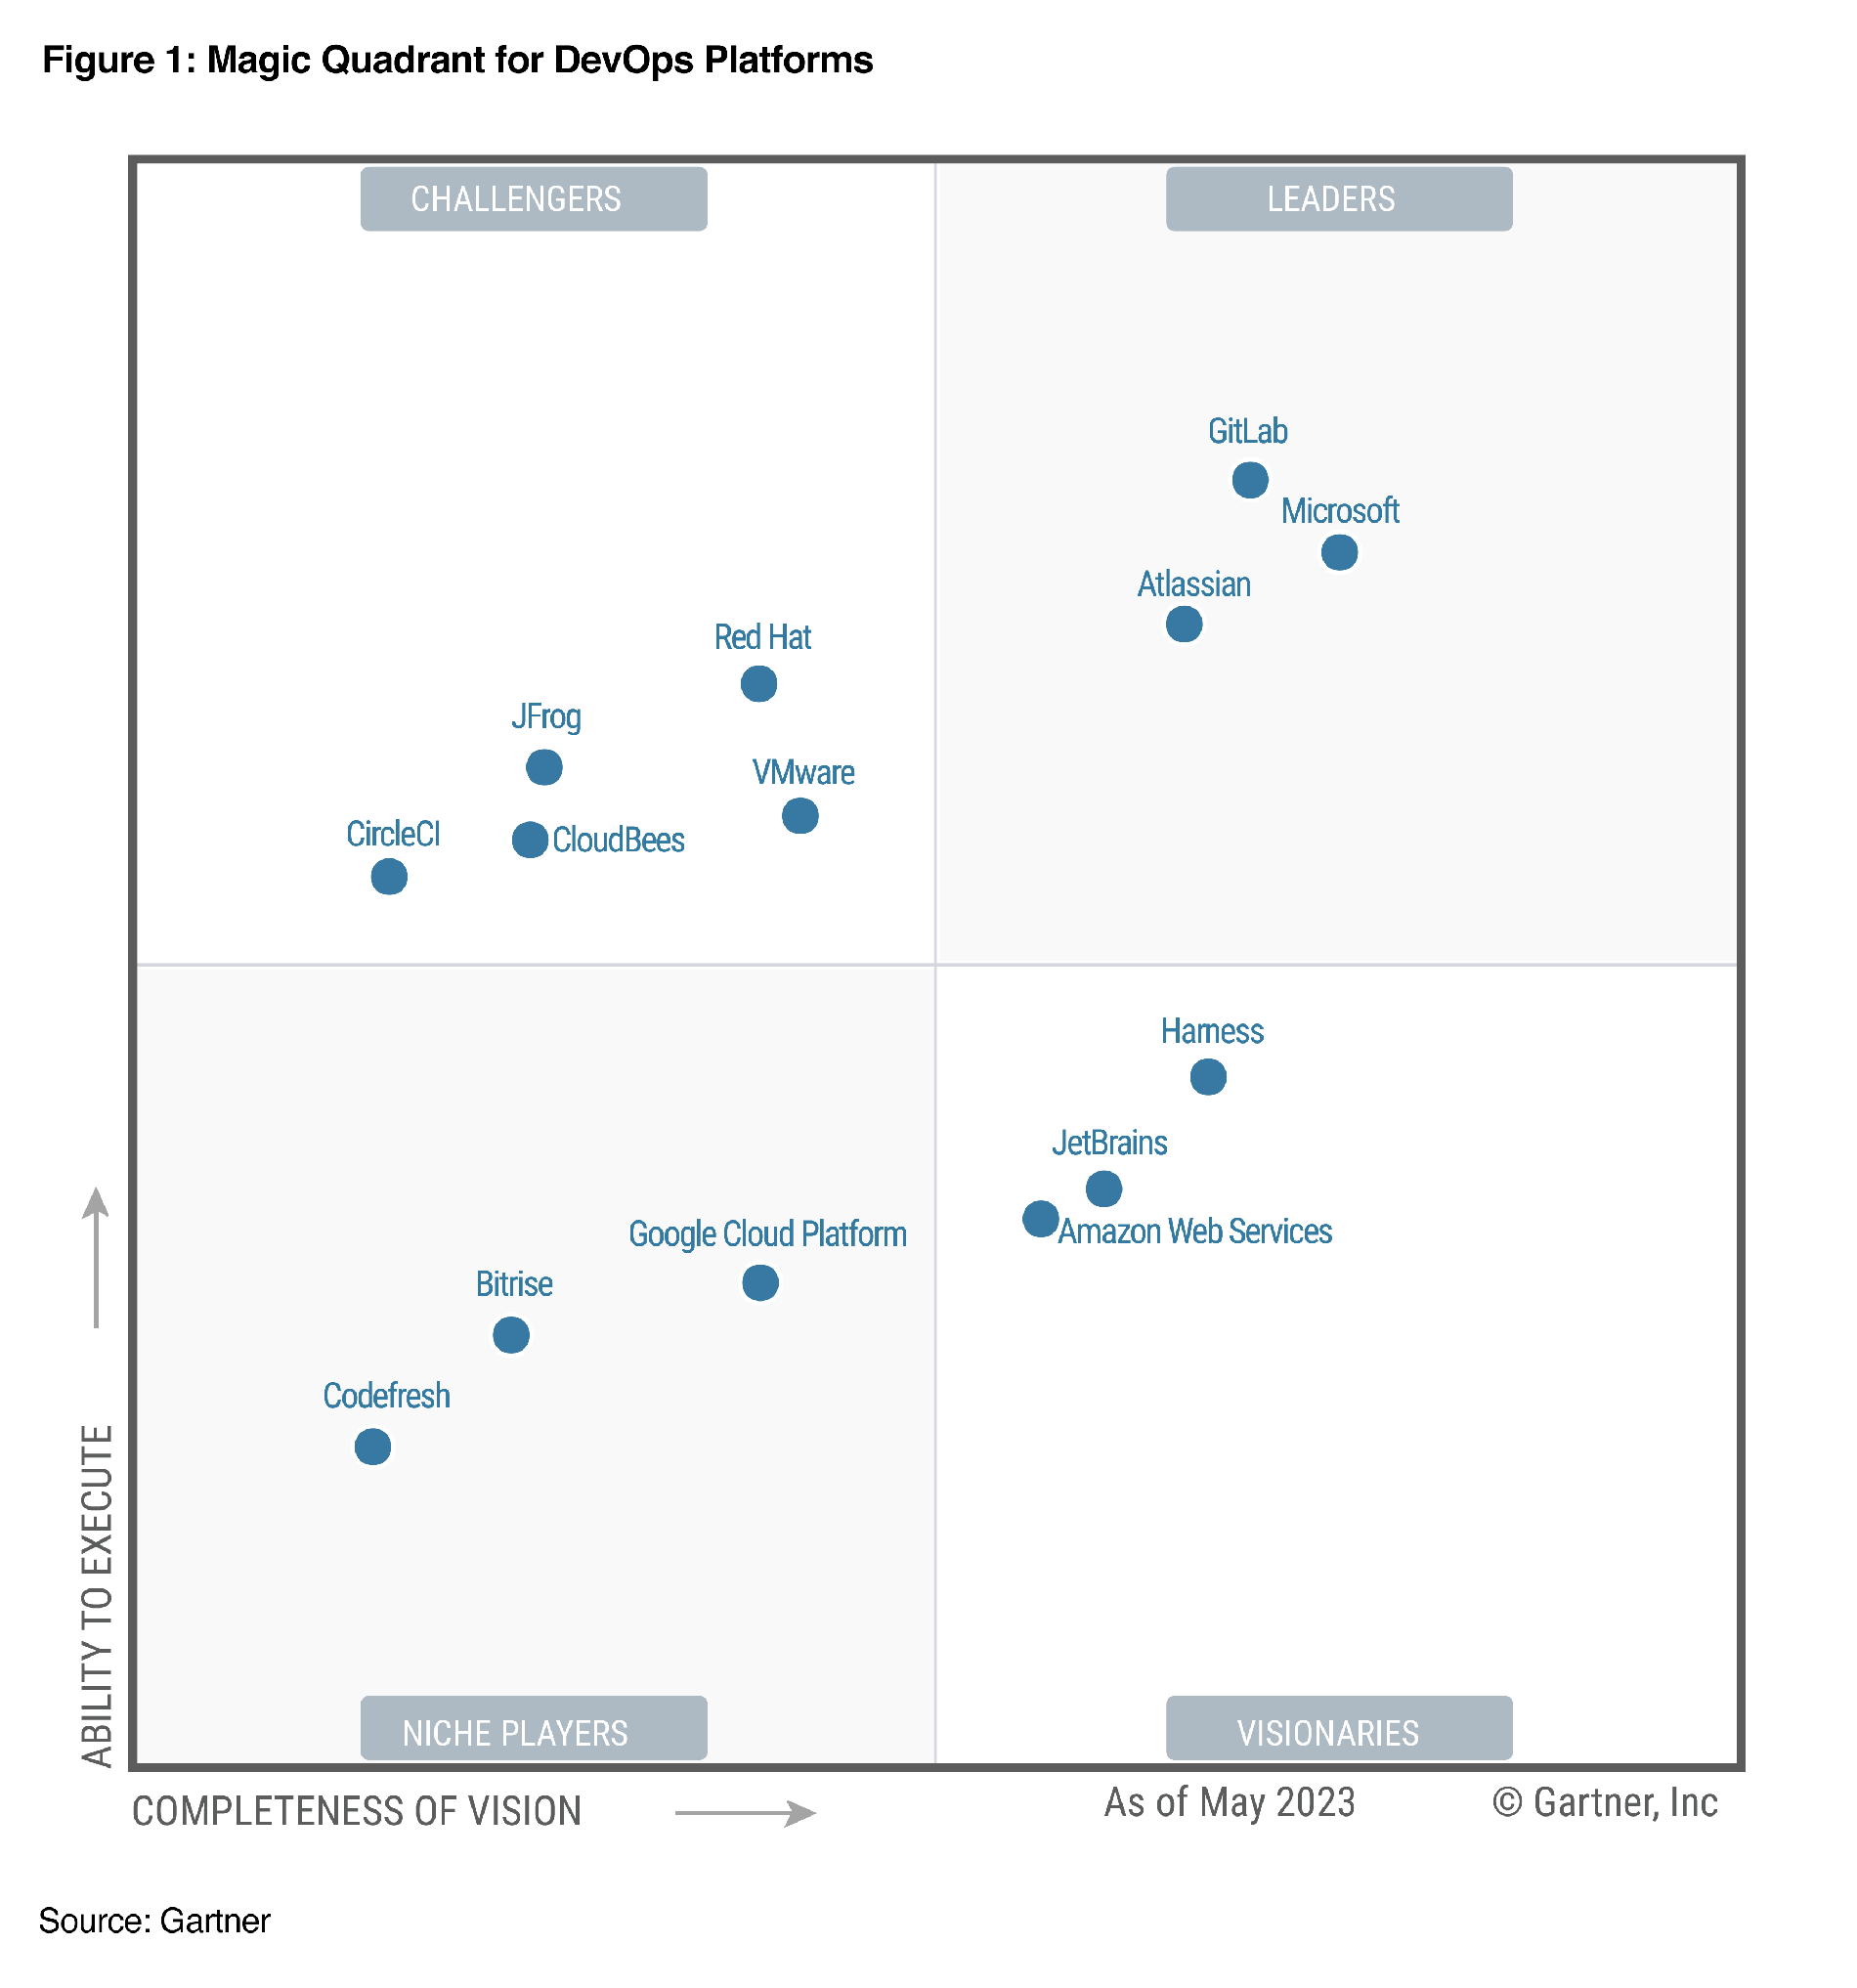 Figure 1: Magic Quadrant for DevOps Platforms
CHALLENGERS
LEADERS
GitLab
Microsoft
Atlassian
Red Hat
JFrog
VMware
CircleCI
CloudBees
Harness
JetBrains
Amazon Web Services
Google Cloud Platform
Bitrise
Codefresh
NICHE PLAYERS
VISIONARIES
ABILITY TO EXECUTE
COMPLETENESS OF VISION
As of May 2023
© Gartner, Inc
Source: Gartner